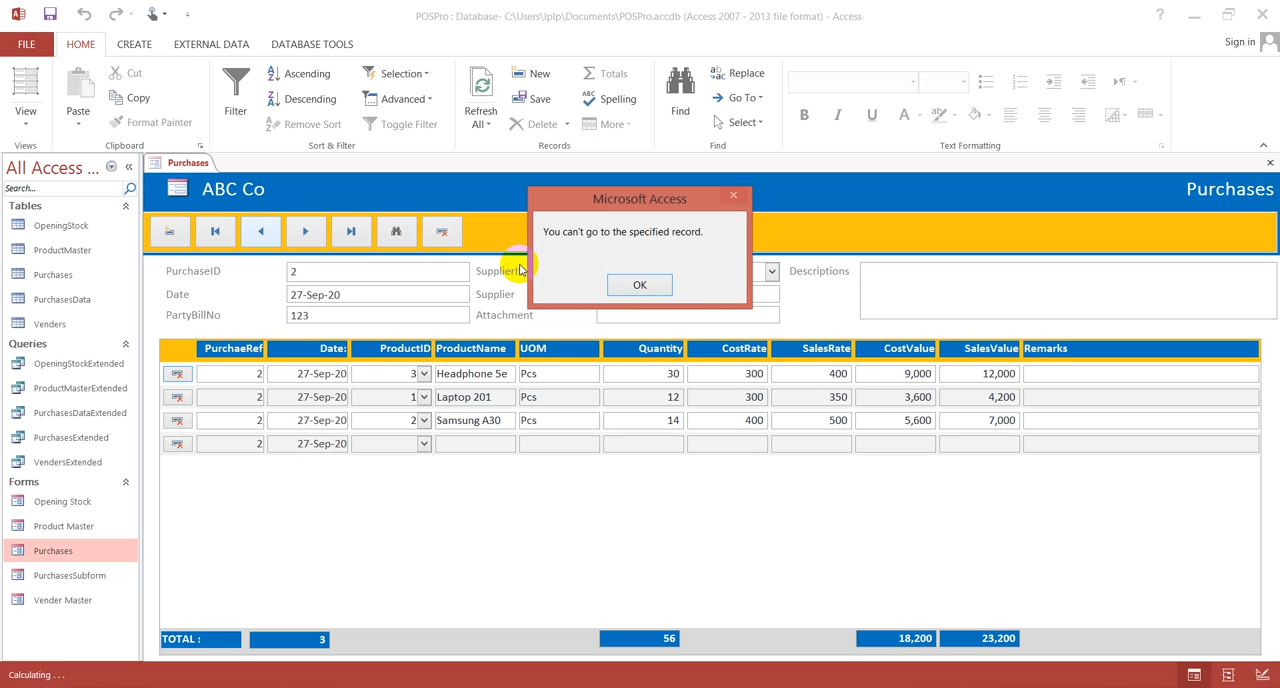 POSPro : Database- C:\Users\lplp\Documents\POSPro.accdb (Access 2007 - 2013 file format) - Access
FILE HOME CREATE EXTERNAL DATA DATABASE TOOLS Sign in
View
Views
Paste
Cut
Copy
Format Painter
Clipboard
Filter
Ascending
Descending
Remove Sort
Selection
Advanced
Toggle Filter
Sort & Filter
Refresh
All
New
Save
Delete
Totals
Spelling
More
Records
Find
Replace
Go To
Select
Find
B I U A
Text Formatting
All Access ...
Search...
Tables
OpeningStock
ProductMaster
Purchases
PurchasesData
Venders
Queries
OpeningStockExtended
ProductMasterExtended
PurchasesDataExtended
PurchasesExtended
VendersExtended
Forms
Opening Stock
Product Master
Purchases
PurchasesSubform
Vender Master
Purchases
ABC Co Purchases
Microsoft Access
You can't go to the specified record.
OK
PurchaseID 2 Descriptions
Date 27-Sep-20 Supplier
PartyBillNo 123 Attachment
PurchaeRef Date: ProductID ProductName UOM Quantity CostRate SalesRate CostValue SalesValue Remarks
2 27-Sep-20 3 Headphone 5e Pcs 30 300 400 9,000 12,000
2 27-Sep-20 1 Laptop 201 Pcs 12 300 350 3,600 4,200
2 27-Sep-20 2 Samsung A30 Pcs 14 400 500 5,600 7,000
2 27-Sep-20
TOTAL : 3 56 18,200 23,200
Calculating . . .